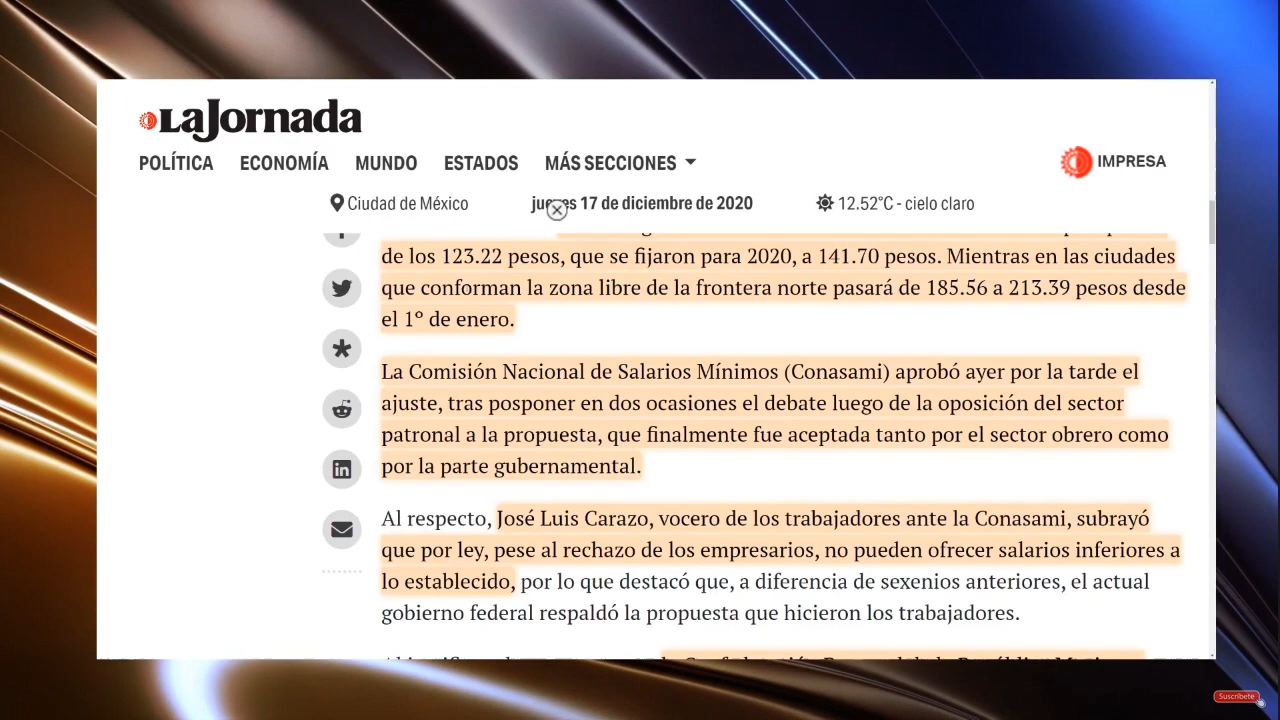 LaJornada
POLÍTICA ECONOMÍA MUNDO ESTADOS MÁS SECCIONES
IMPRESA
Ciudad de México jueves 17 de diciembre de 2020 12.52°C - cielo claro
de los 123.22 pesos, que se fijaron para 2020, a 141.70 pesos. Mientras en las ciudades
que conforman la zona libre de la frontera norte pasará de 185.56 a 213.39 pesos desde
el 1º de enero.
La Comisión Nacional de Salarios Mínimos (Conasami) aprobó ayer por la tarde el
ajuste, tras posponer en dos ocasiones el debate luego de la oposición del sector
patronal a la propuesta, que finalmente fue aceptada tanto por el sector obrero como
por la parte gubernamental.
Al respecto, José Luis Carazo, vocero de los trabajadores ante la Conasami, subrayó
que por ley, pese al rechazo de los empresarios, no pueden ofrecer salarios inferiores a
lo establecido, por lo que destacó que, a diferencia de sexenios anteriores, el actual
gobierno federal respaldó la propuesta que hicieron los trabajadores.
Suscríbete